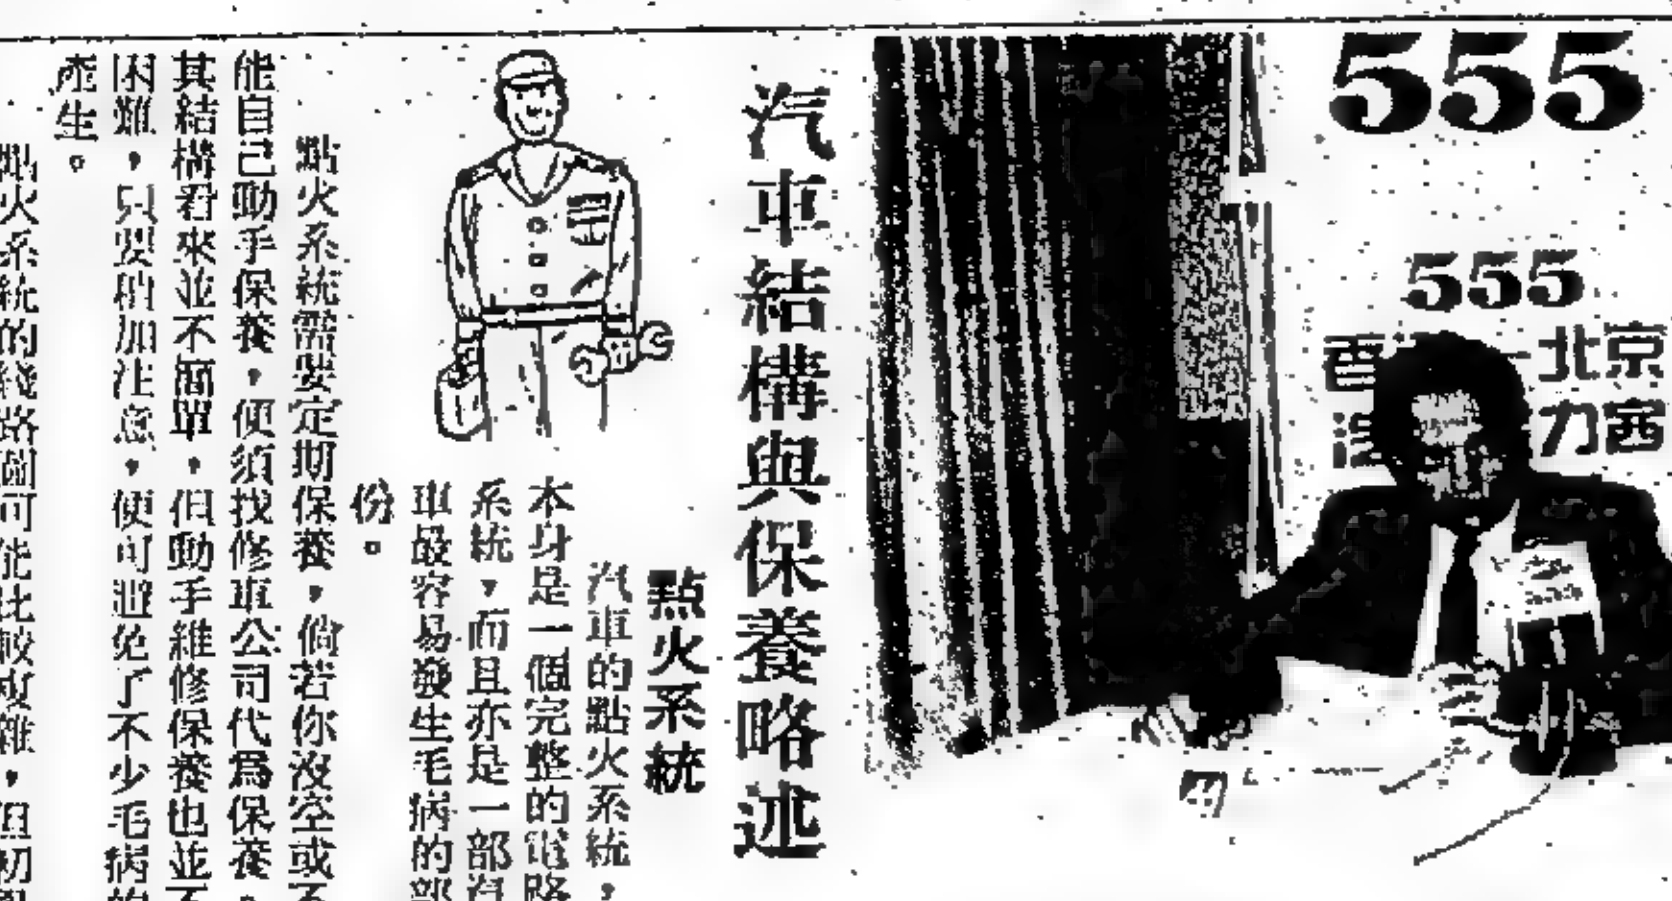 555
555
北京
力
汽車結構與保養略述
點火系統
汽車的點火系統，
本身是一個完整的電路
系統，而且亦是一部汽
車最容易發生毛病的部
份。
點火系統需要定期保養，倘若你沒空或不
能自己動手保養，便須找修車公司代爲保養。
其結構看來並不簡單，但動手維修保養也並不
困難，只要稍加注意，便可避免了不少毛病的
產生。
點火系統的綫路圖可能比較複雜，但初學